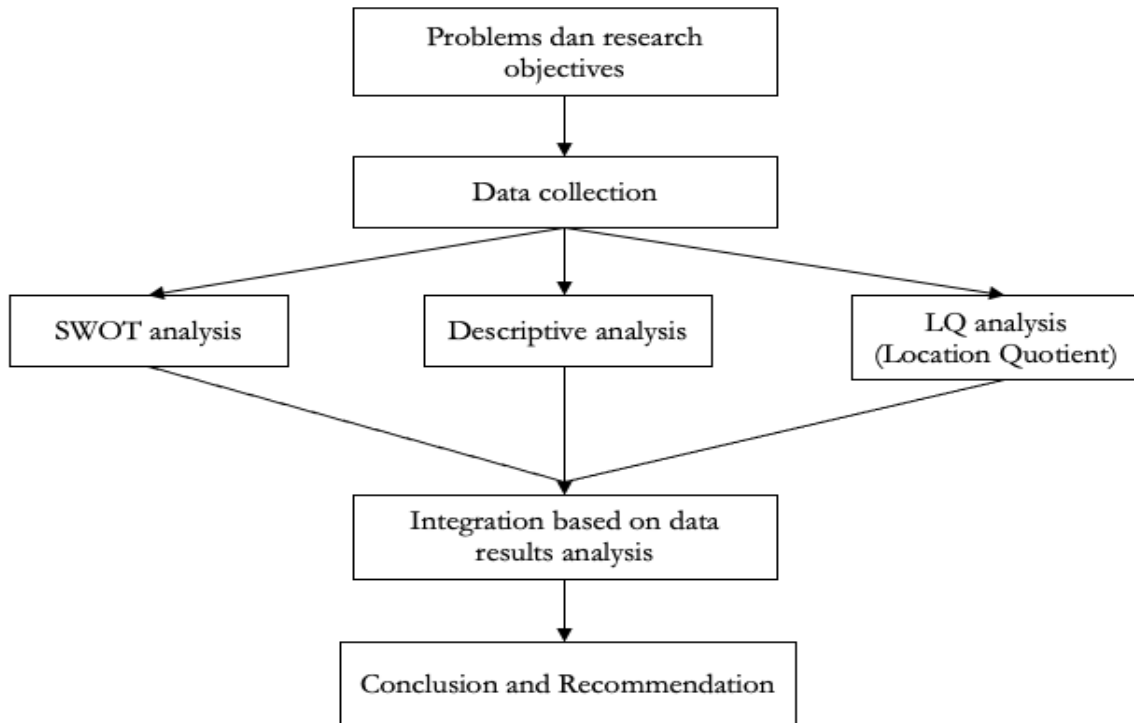 Problems dan research
objectives
Data collection
SWOT analysis
Descriptive analysis
LQ analysis
(Location Quotient)
Integration based on data
results analysis
Conclusion and Recommendation